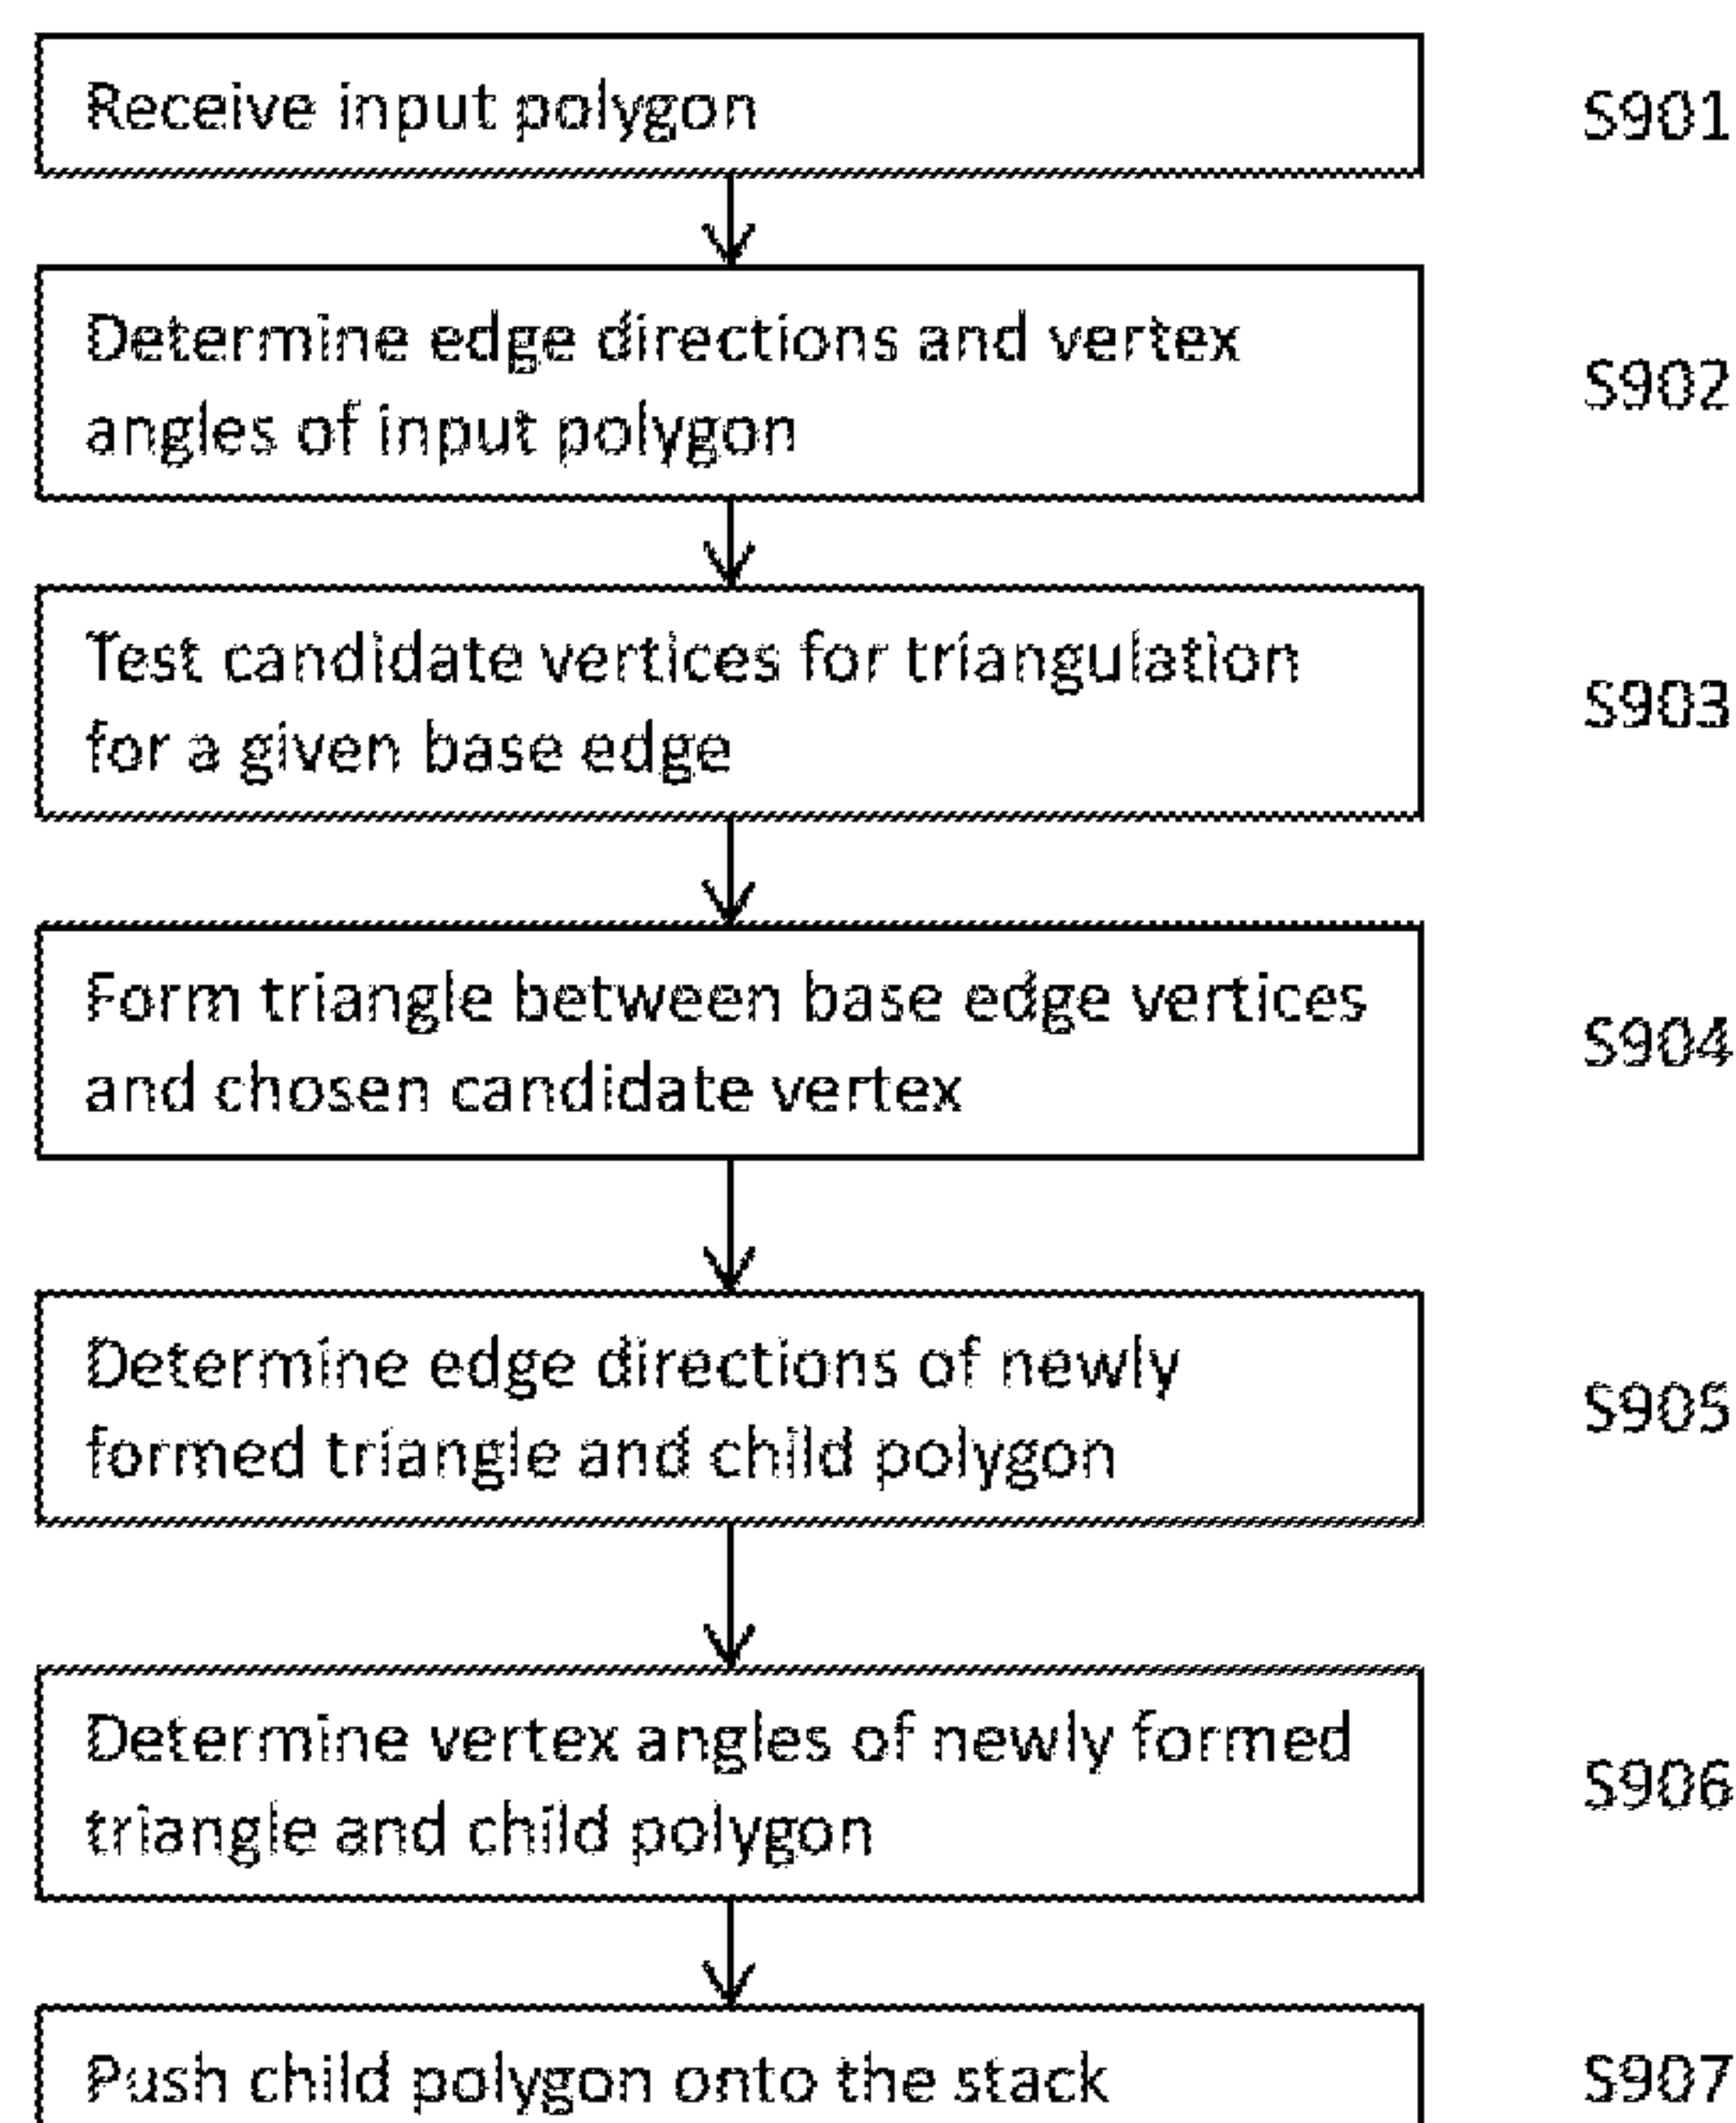 Receive input polygon
S901
Determine edge directions and vertex
angles of input polygon
S902
Test candidate vertices for triangulation
for a given base edge
S903
Form triangle between base edge vertices
and chosen candidate vertex
S904
Determine edge directions of newly
formed triangle and child polygon
S905
Determine vertex angles of newly formed
triangle and child polygon
S906
Push child polygon onto the stack
S907